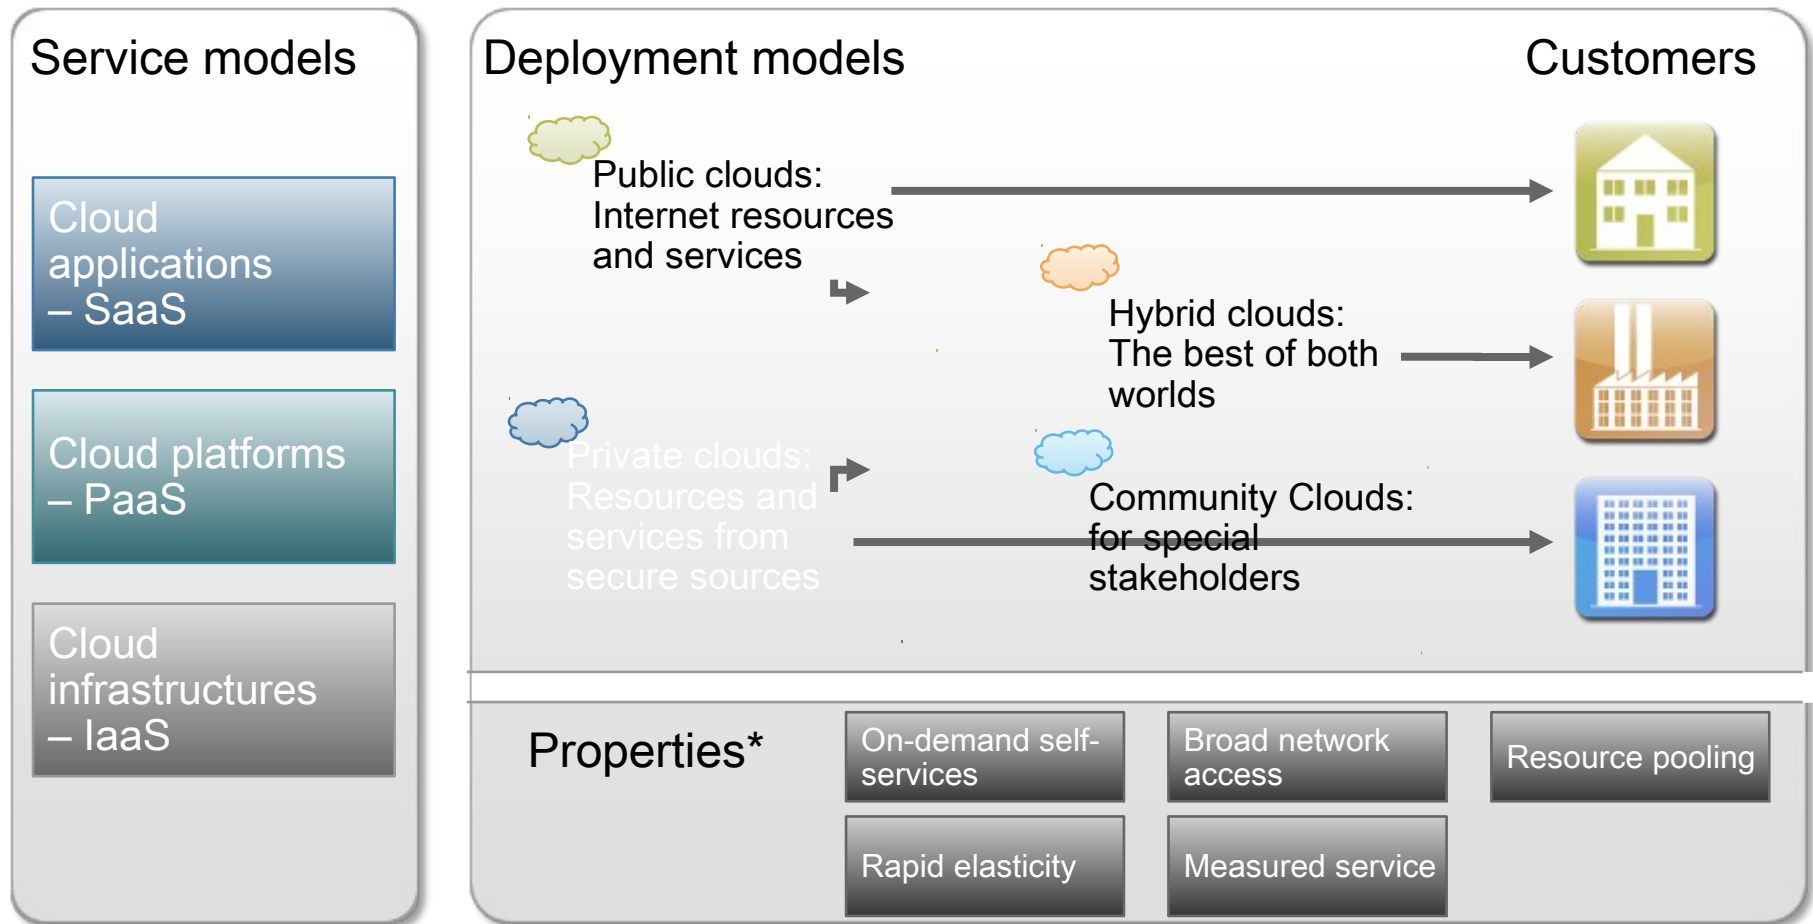 Service models
Cloud
applications
– SaaS
Cloud platforms
– PaaS
Cloud
infrastructures
– IaaS
Deployment models
Customers
Public clouds:
Internet resources
and services
Hybrid clouds:
The best of both
worlds
Private clouds:
Resources and
services from
secure sources
Community Clouds:
for special
stakeholders
Properties*
On-demand self-
services
Broad network
access
Resource pooling
Rapid elasticity
Measured service